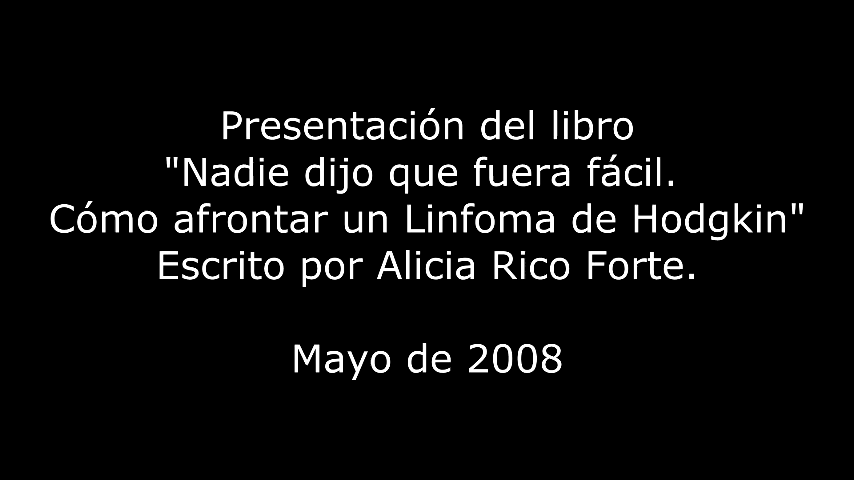 Presentación del libro
"Nadie dijo que fuera fácil.
Cómo afrontar un Linfoma de Hodgkin"
Escrito por Alicia Rico Forte.
Mayo de 2008